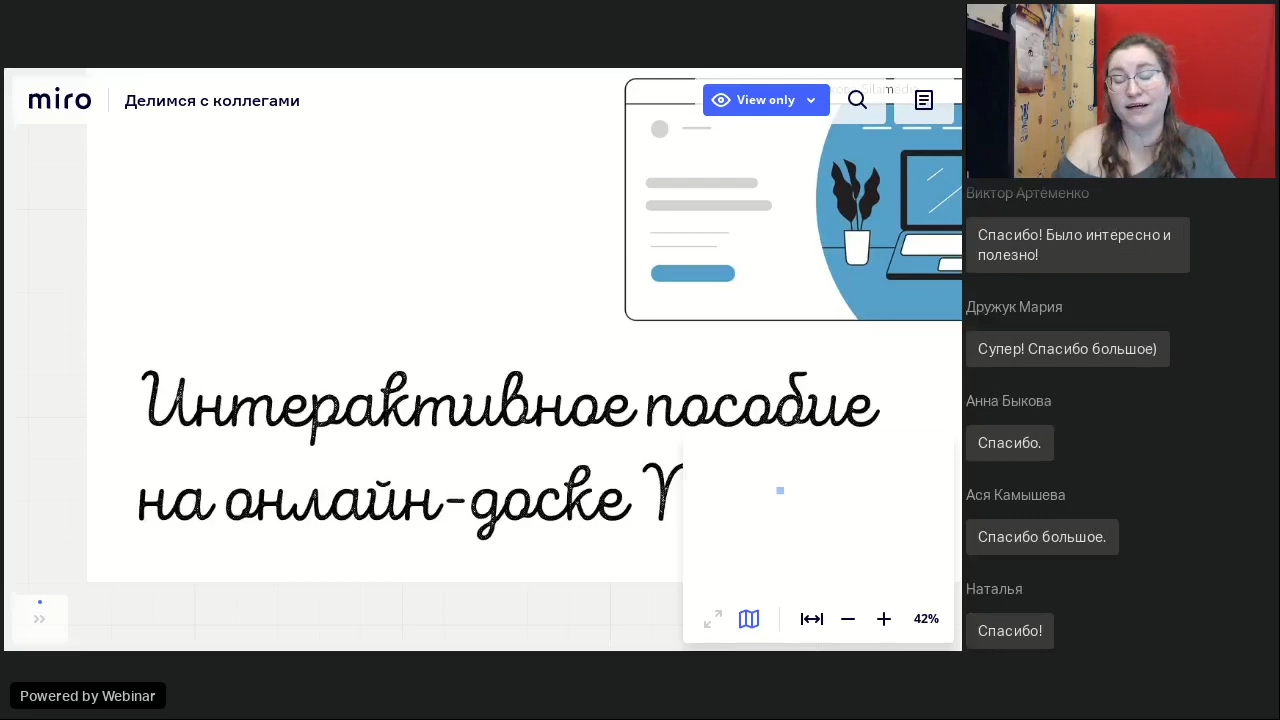 miro
Делимся с коллегами
View only
Интерактивное пособие
на онлайн-доске
42%
Виктор Артеменко
Спасибо! Было интересно и
полезно!
Дружук Мария
Супер! Спасибо большое)
Анна Быкова
Спасибо.
Ася Камышева
Спасибо большое.
Наталья
Спасибо!
Powered by Webinar